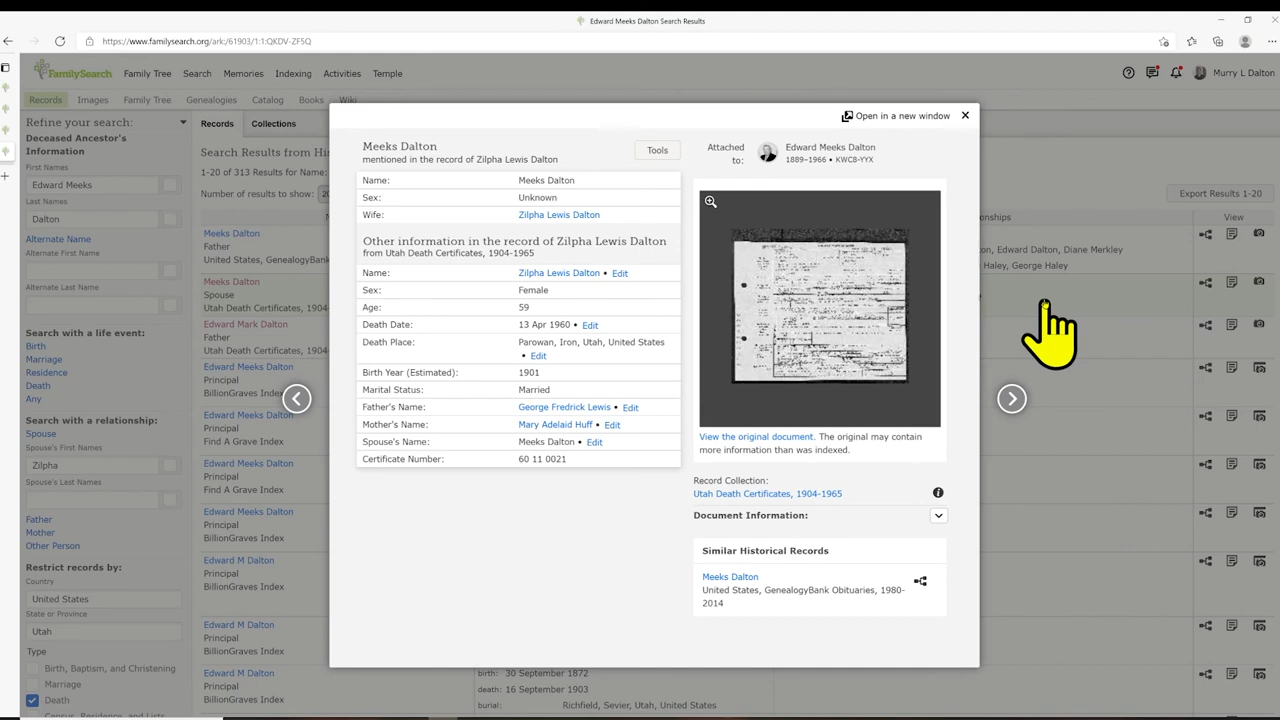 Edward Meeks Dalton Search Results
https://www.familysearch.org/ark:/61903/1:1:QKDV-ZF5Q
FamilySearch Family Tree Search Memories Indexing Activities Temple Murry L Dalton
Records Images Family Tree Genealogies Catalog Books Wiki
Refine your search:
Deceased Ancestor's
Information
First Names
Edward Meeks
Last Names
Dalton
Alternate Name
Alternate First Name
Alternate Last Name
Search with a life event:
Birth
Marriage
Residence
Death
Any
Search with a relationship:
Spouse
Spouse's First Names
Zilpha
Spouse's Last Names
Father
Mother
Other Person
Restrict records by:
Country
United States
State or Province
Utah
Type
Birth, Baptism, and Christening
Marriage
Death
Census, Residence, and Lists
Records Collections
Search Results from His
1-20 of 313 Results for Name:
Number of results to show: 20
Meeks Dalton
Father
United States, GenealogyBank
Meeks Dalton
Spouse
Utah Death Certificates, 1904-
Edward Mark Dalton
Father
Utah Death Certificates, 1904-
Edward Meeks Dalton
Principal
BillionGraves Index
Edward Meeks Dalton
Principal
BillionGraves Index
Edward Meeks Dalton
Principal
Find A Grave Index
Edward Meeks Dalton
Principal
Find A Grave Index
Edward M Dalton
Principal
BillionGraves Index
Edward M Dalton
Principal
BillionGraves Index
Edward M Dalton
Principal
BillionGraves Index
birth: 30 September 1872
death: 16 September 1903
burial: Richfield, Sevier, Utah, United States
Open in a new window
Meeks Dalton
mentioned in the record of Zilpha Lewis Dalton
Tools
Name: Meeks Dalton
Sex: Unknown
Wife: Zilpha Lewis Dalton
Other information in the record of Zilpha Lewis Dalton
from Utah Death Certificates, 1904-1965
Name: Zilpha Lewis Dalton • Edit
Sex: Female
Age: 59
Death Date: 13 Apr 1960 • Edit
Death Place: Parowan, Iron, Utah, United States
• Edit
Birth Year (Estimated): 1901
Marital Status: Married
Father's Name: George Fredrick Lewis • Edit
Mother's Name: Mary Adelaid Huff • Edit
Spouse's Name: Meeks Dalton • Edit
Certificate Number: 60 11 0021
Attached
to:
Edward Meeks Dalton
1889–1966 • KWC8-YYX
View the original document. The original may contain
more information than was indexed.
Record Collection:
Utah Death Certificates, 1904-1965
Document Information:
Similar Historical Records
Meeks Dalton
United States, GenealogyBank Obituaries, 1980-
2014
Export Results 1-20
onships View
on, Edward Dalton, Diane Merkley
Haley, George Haley